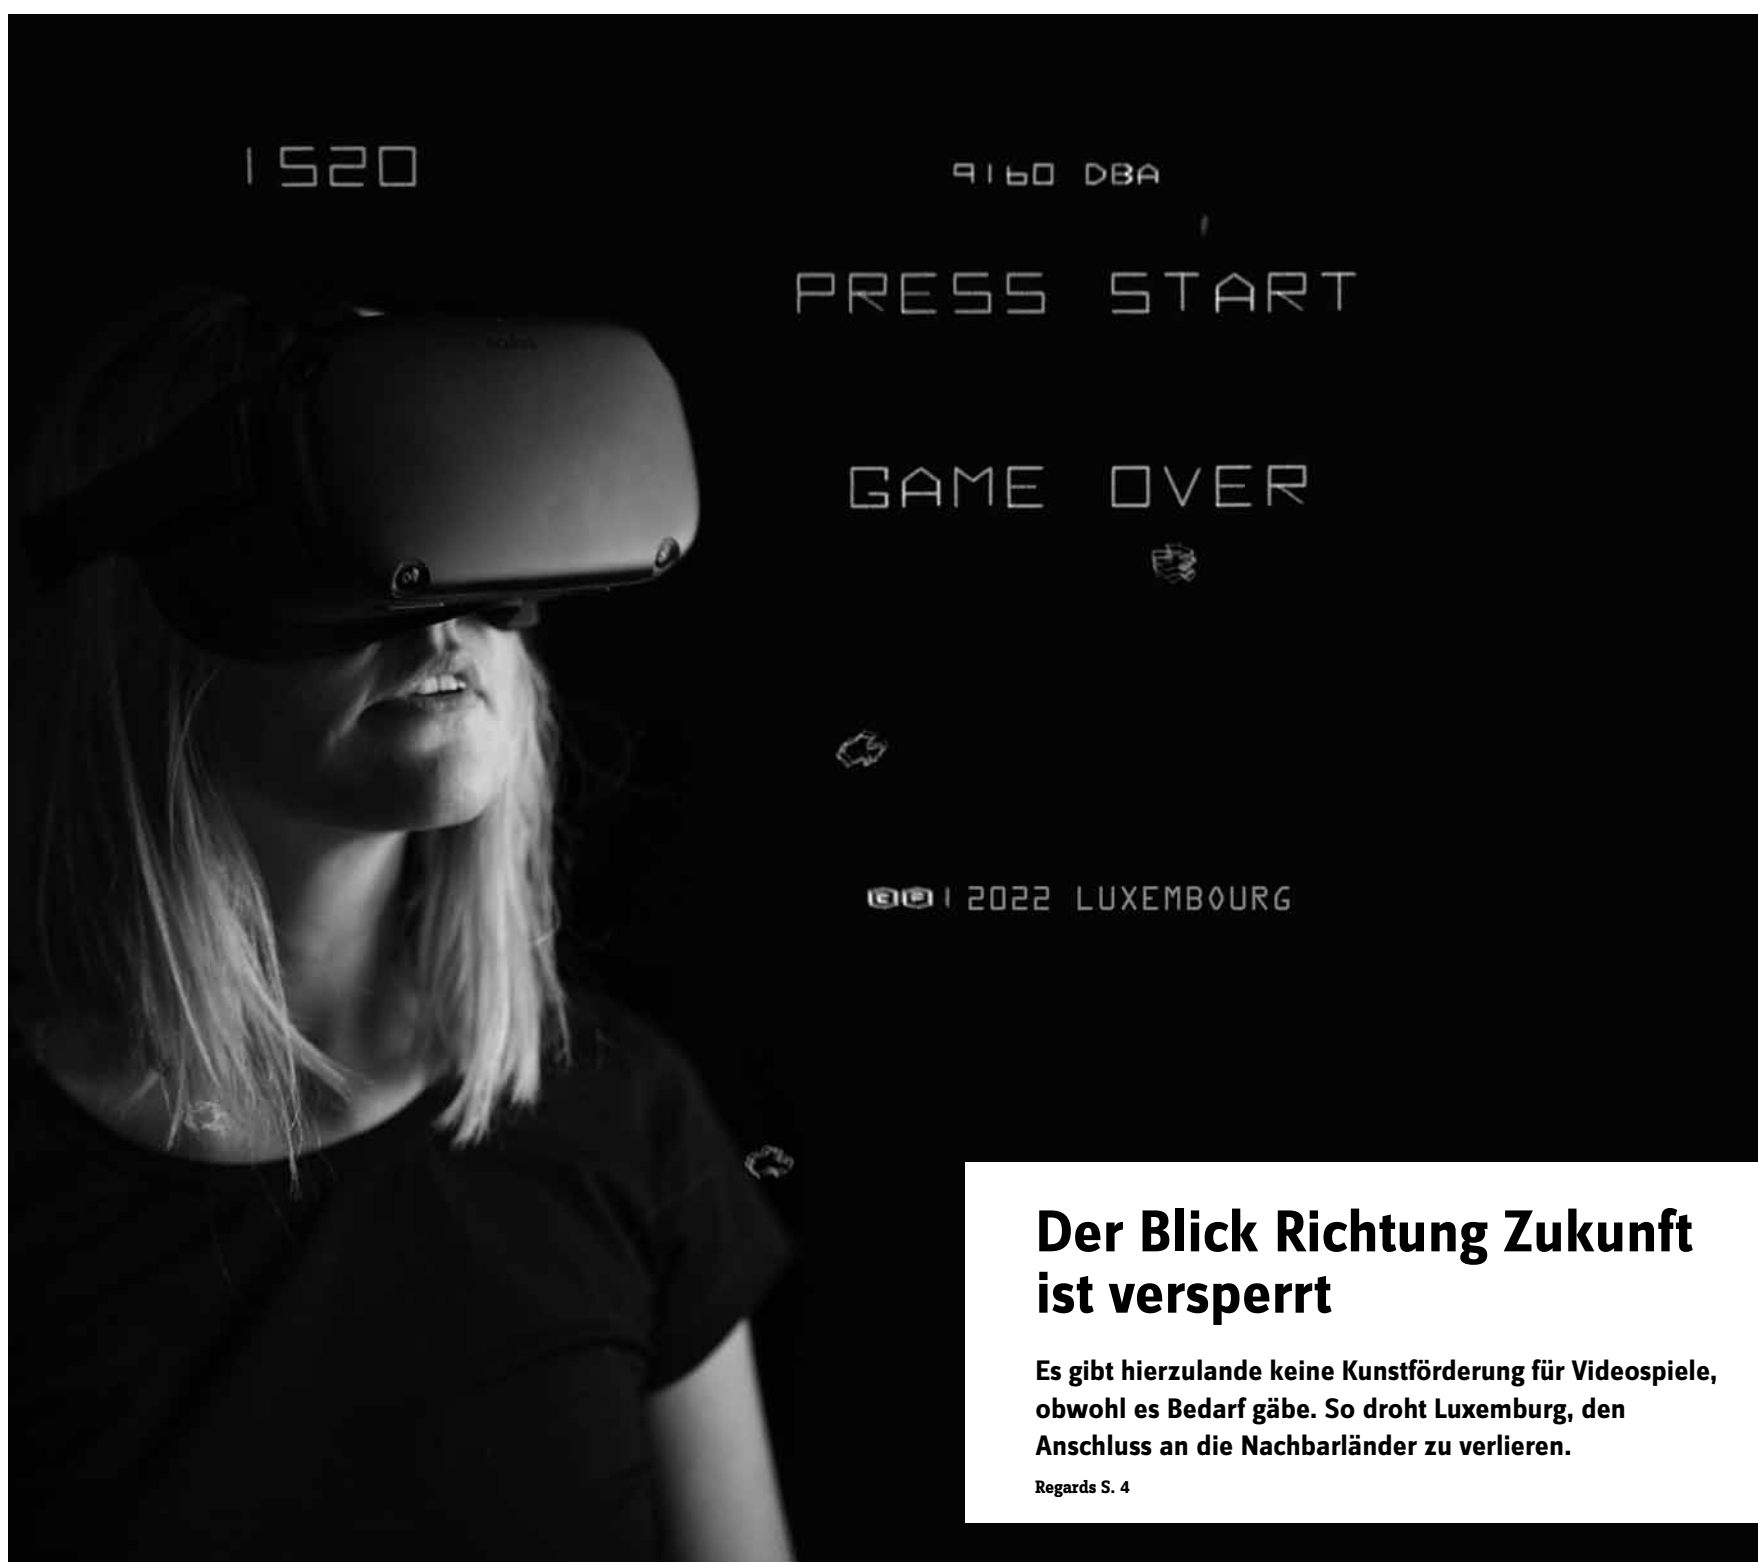 1520
9160 DBA
PRESS START
GAME OVER
1 2022 LUXEMBOURG
Der Blick Richtung Zukunft
ist versperrt
Es gibt hierzulande keine Kunstförderung für Videospiele,
obwohl es Bedarf gäbe. So droht Luxemburg, den
Anschluss an die Nachbarländer zu verlieren.
Regards S. 4